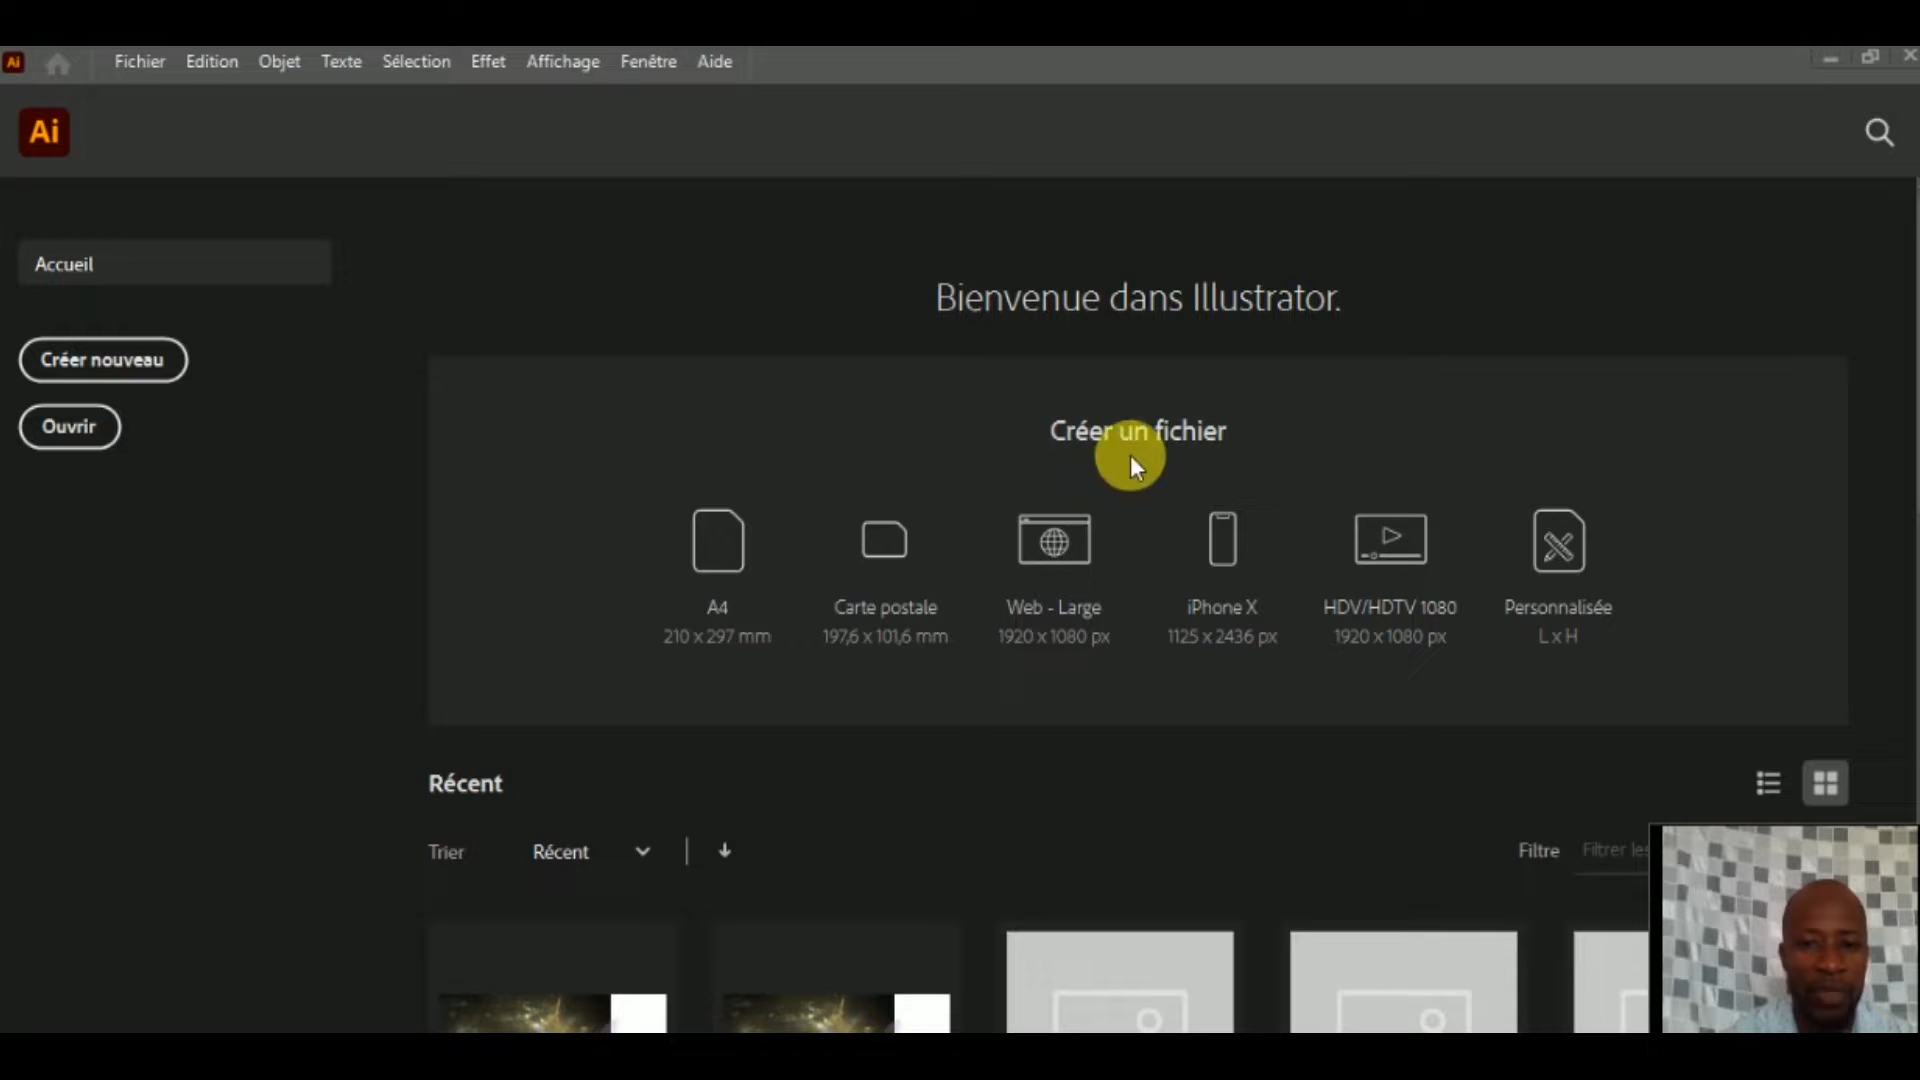 Ai
Fichier Edition Objet Texte Sélection Effet Affichage Fenêtre Aide
Ai
Accueil
Bienvenue dans Illustrator.
Créer nouveau
Ouvrir
Créer un fichier
A4 Carte postale Web - Large iPhone X HDV/HDTV 1080 Personnalisée
210 x 297 mm 197,6 x 101,6 mm 1920 x 1080 px 1125 x 2436 px 1920 x 1080 px L x H
Récent
Trier Récent Filtre Filtrer les